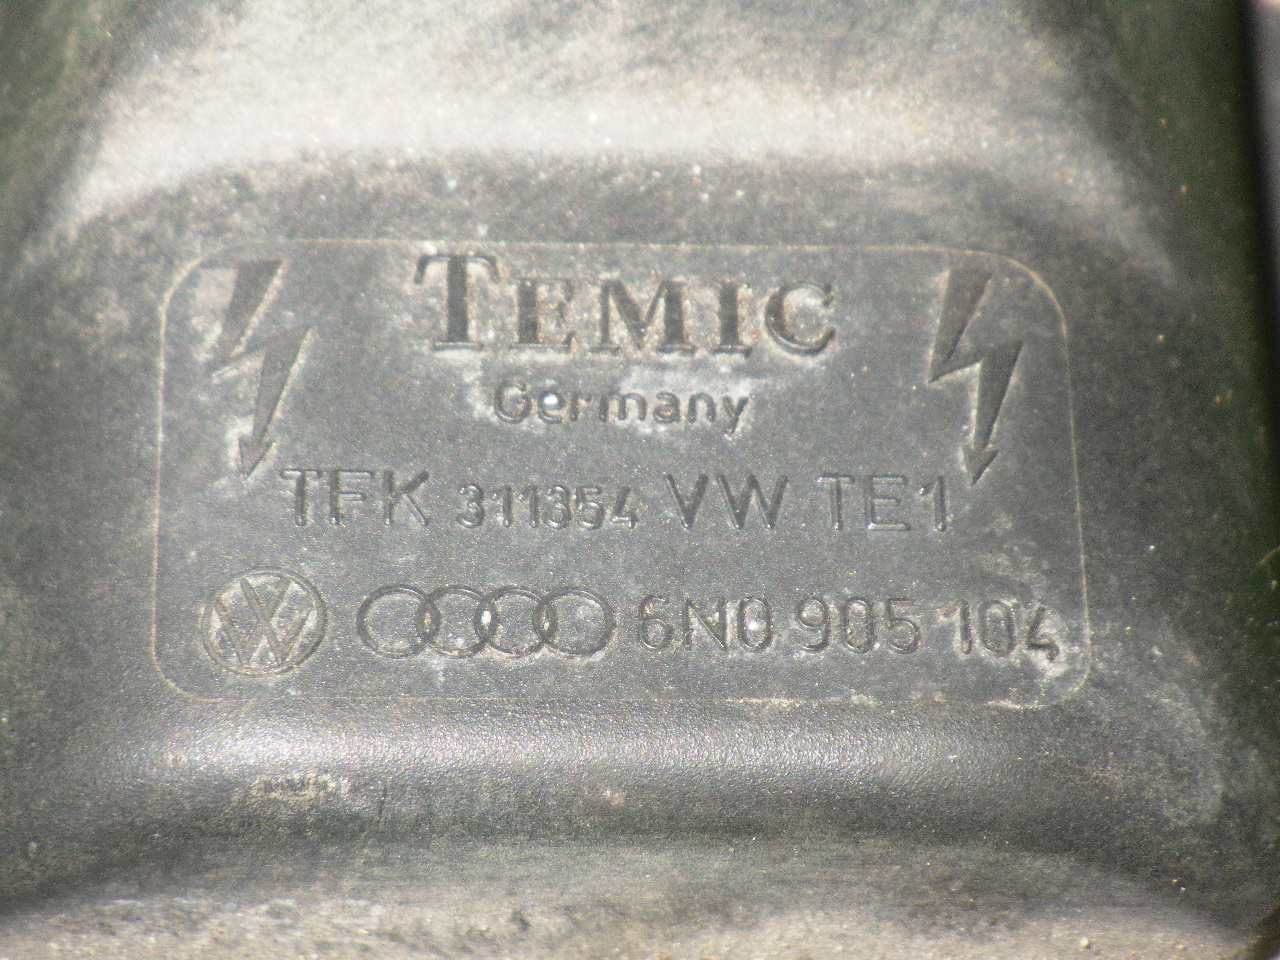 TEMIC
Germany
TFK 311354 VW TE1
6N0 905 104